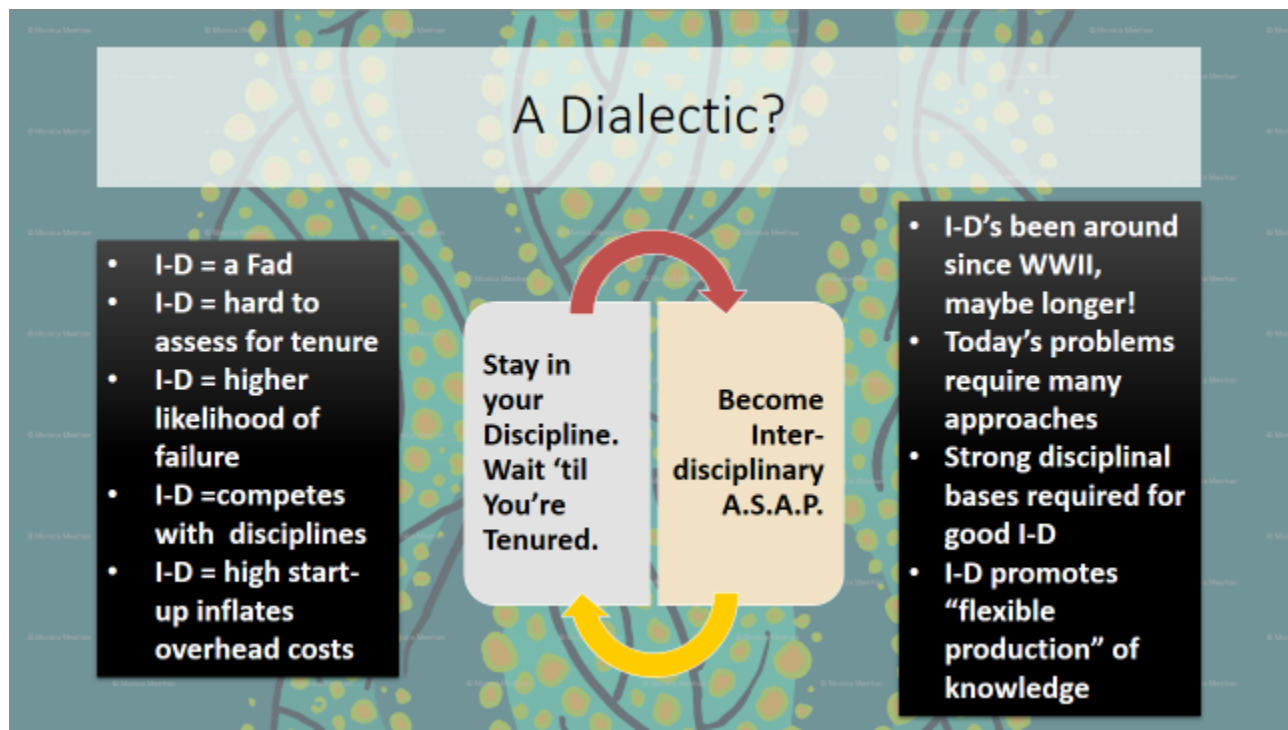 A Dialectic?
• I-D = a Fad
• I-D = hard to
assess for tenure
• I-D = higher
likelihood of
failure
• I-D =competes
with disciplines
• I-D = high start-
up inflates
overhead costs
Stay in
your
Discipline.
Wait ‘til
You’re
Tenured.
Become
Inter-
disciplinary
A.S.A.P.
• I-D’s been around
since WWII,
maybe longer!
• Today’s problems
require many
approaches
• Strong disciplinal
bases required for
good I-D
• I-D promotes
“flexible
production” of
knowledge